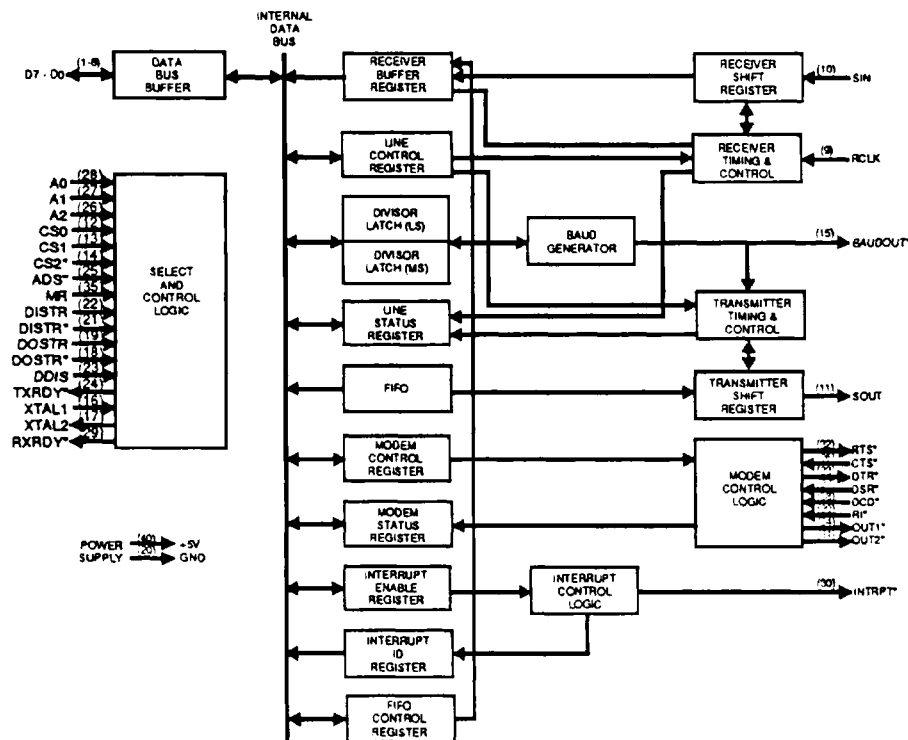 INTERNAL
DATA
BUS
D7 - D0
(1-8)
DATA
BUS
BUFFER
RECEIVER
BUFFER
REGISTER
RECEIVER
SHIFT
REGISTER
(10)
SIN
LINE
CONTROL
REGISTER
RECEIVER
TIMING &
CONTROL
(9)
RCLK
A0 (28)
A1 (27)
A2 (26)
CS0 (12)
CS1 (13)
CS2* (14)
ADS* (25)
MR (35)
DISTR (22)
DISTR* (21)
DOSTR (19)
DOSTR* (18)
DDIS (23)
TXRDY* (24)
XTAL1 (16)
XTAL2 (17)
RXRDY* (29)
SELECT
AND
CONTROL
LOGIC
DIVISOR
LATCH (LS)
DIVISOR
LATCH (MS)
BAUD
GENERATOR
(15)
BAUDOUT*
LINE
STATUS
REGISTER
TRANSMITTER
TIMING &
CONTROL
FIFO
TRANSMITTER
SHIFT
REGISTER
(11)
SOUT
MODEM
CONTROL
REGISTER
MODEM
CONTROL
LOGIC
(32)
RTS*
CTS*
DTR*
DSR*
DCD*
RI*
OUT1*
OUT2*
MODEM
STATUS
REGISTER
POWER (40) +5V
SUPPLY (20) GND
INTERRUPT
ENABLE
REGISTER
INTERRUPT
CONTROL
LOGIC
(30)
INTRPT*
INTERRUPT
ID
REGISTER
FIFO
CONTROL
REGISTER